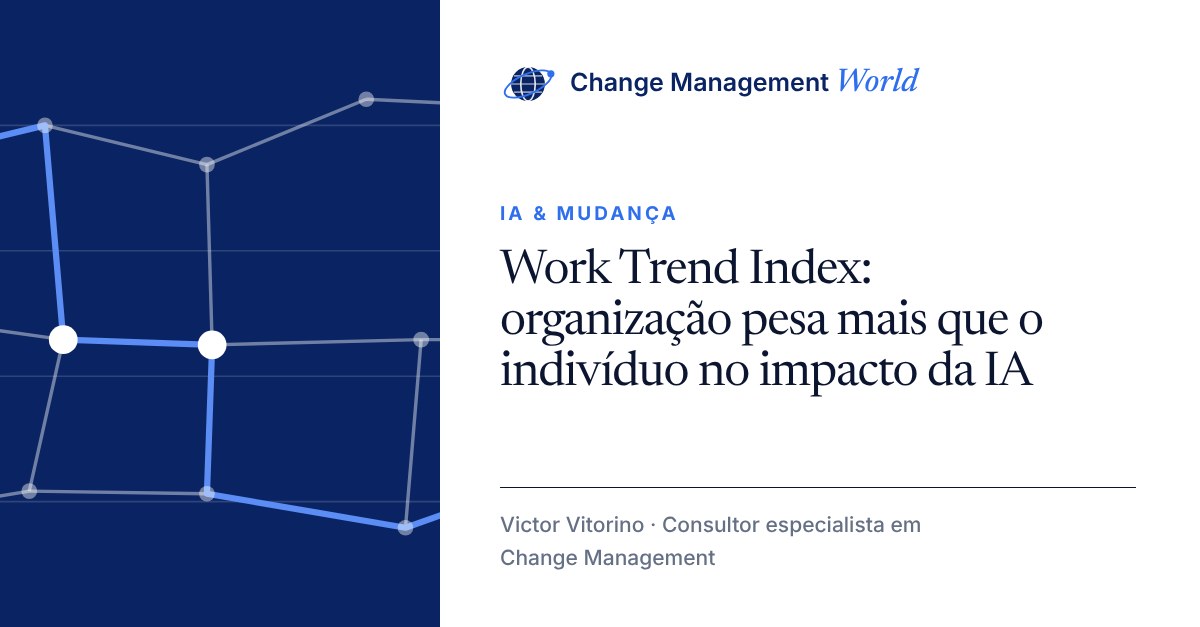 Change Management World
IA & MUDANÇA
Work Trend Index:
organização pesa mais que o
indivíduo no impacto da IA
Victor Vitorino · Consultor especialista em
Change Management